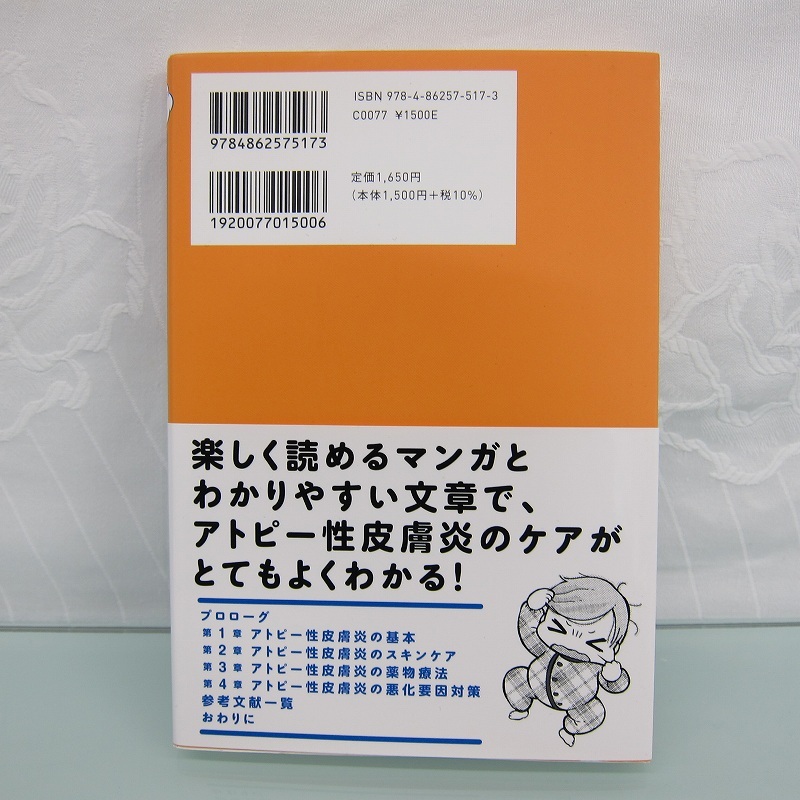 ISBN 978-4-86257-517-3
C0077 ¥1500E
9784862575173
定価1,650円
(本体1,500円+税10%)
1920077015006
楽しく読めるマンガと
わかりやすい文章で、
アトピー性皮膚炎のケアが
とてもよくわかる!
プロローグ
第1章 アトピー性皮膚炎の基本
第2章 アトピー性皮膚炎のスキンケア
第3章 アトピー性皮膚炎の薬物療法
第4章 アトピー性皮膚炎の悪化要因対策
参考文献一覧
おわりに